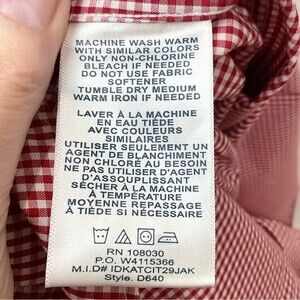 MACHINE WASH WARM
WITH SIMILAR COLORS
ONLY NON-CHLORINE
BLEACH IF NEEDED
DO NOT USE FABRIC
SOFTENER
TUMBLE DRY MEDIUM
WARM IRON IF NEEDED
LAVER À LA MACHINE
EN EAU TIÈDE
AVEC COULEURS
SIMILAIRES
UTILISER SEULEMENT UN
AGENT DE BLANCHIMENT
NON CHLORÉ AU BESOIN
NE PAS UTILISER D'AGENT
D'ASSOUPLISSANT
SÉCHER À LA MACHINE
À TEMPÉRATURE
MOYENNE REPASSAGE
À TIÈDE SI NÉCESSAIRE
RN 108030
P.O. W4115366
M.I.D# IDKATCIT29JAK
Style. D640